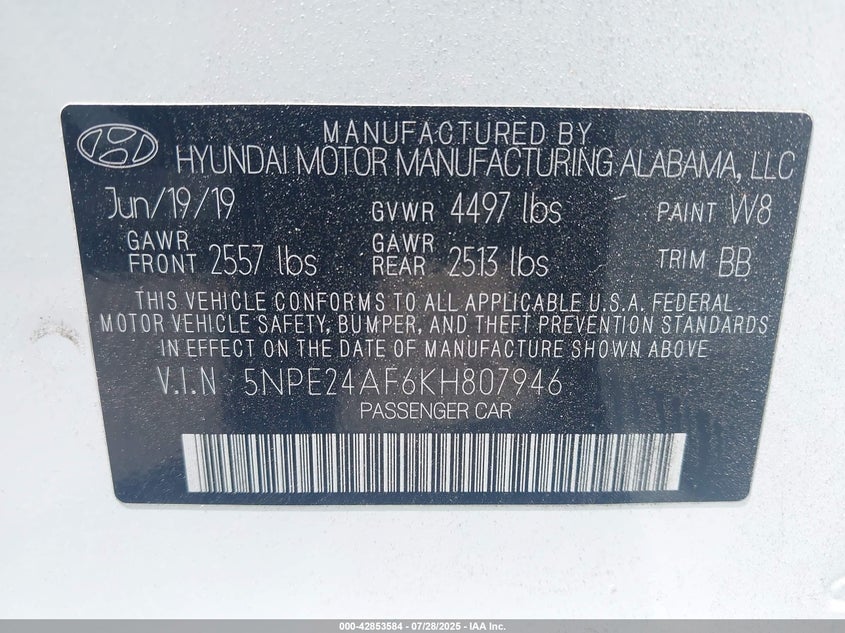 MANUFACTURED BY
HYUNDAI MOTOR MANUFACTURING ALABAMA, LLC
Jun/19/19 GVWR 4497 lbs PAINT W8
GAWR FRONT 2557 lbs GAWR REAR 2513 lbs TRIM BB
THIS VEHICLE CONFORMS TO ALL APPLICABLE U.S.A. FEDERAL
MOTOR VEHICLE SAFETY, BUMPER, AND THEFT PREVENTION STANDARDS
IN EFFECT ON THE DATE OF MANUFACTURE SHOWN ABOVE
V.I.N 5NPE24AF6KH807946
PASSENGER CAR
000-42853584 / 07/28/2025 - IAA Inc.